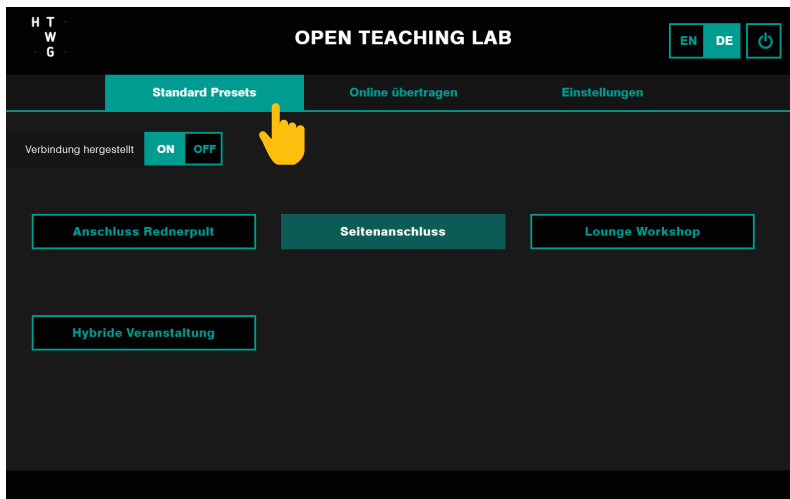 H T
W
G
OPEN TEACHING LAB
EN DE
Standard Presets Online übertragen Einstellungen
Verbindung hergestellt ON OFF
Anschluss Rednerpult Seitenanschluss Lounge Workshop
Hybride Veranstaltung